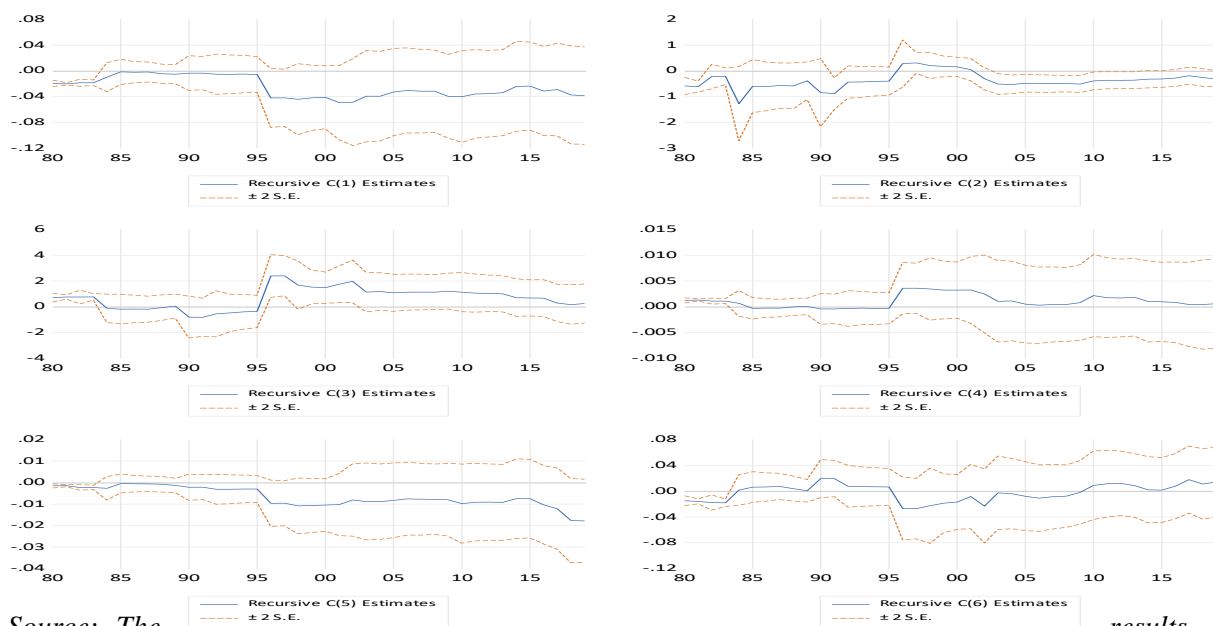 .08
.04
.00
-.04
-.08
-.12
80 85 90 95 00 05 10 15
Recursive C(1) Estimates
± 2 S.E.
2
1
0
-1
-2
-3
80 85 90 95 00 05 10 15
Recursive C(2) Estimates
± 2 S.E.
6
4
2
0
-2
-4
80 85 90 95 00 05 10 15
Recursive C(3) Estimates
± 2 S.E.
.015
.010
.005
.000
-.005
-.010
80 85 90 95 00 05 10 15
Recursive C(4) Estimates
± 2 S.E.
.02
.01
.00
-.01
-.02
-.03
-.04
80 85 90 95 00 05 10 15
Recursive C(5) Estimates
± 2 S.E.
.08
.04
.00
-.04
-.08
-.12
80 85 90 95 00 05 10 15
Recursive C(6) Estimates
± 2 S.E.
Source: The results